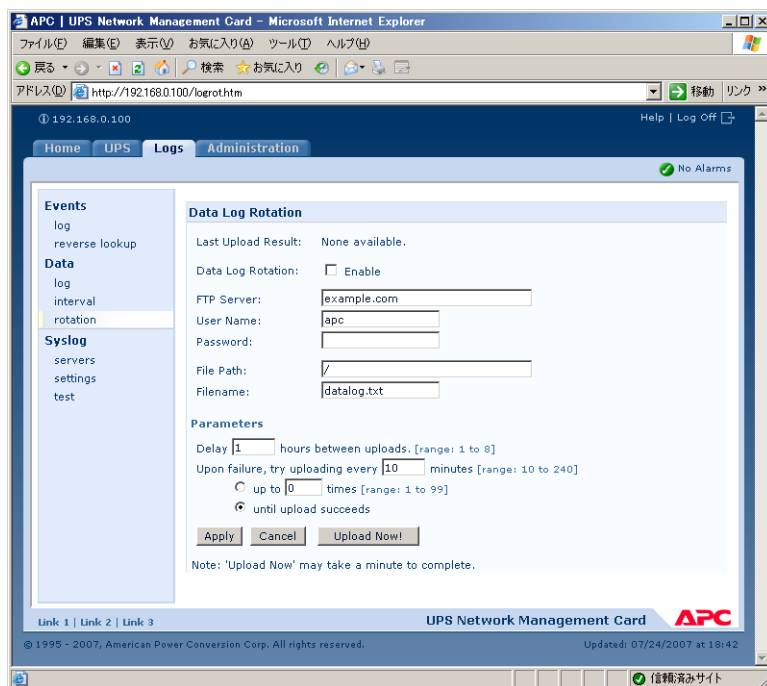 APC | UPS Network Management Card - Microsoft Internet Explorer
ファイル(F) 編集(E) 表示(V) お気に入り(A) ツール(T) ヘルプ(H)
戻る 検索 お気に入り
アドレス(D) http://192.168.0.100/logrot.htm 移動 リンク »
192.168.0.100 Help | Log Off
Home UPS Logs Administration
No Alarms
Events
log
reverse lookup
Data
log
interval
rotation
Syslog
servers
settings
test
Data Log Rotation
Last Upload Result: None available.
Data Log Rotation: Enable
FTP Server: example.com
User Name: apc
Password:
File Path: /
Filename: datalog.txt
Parameters
Delay 1 hours between uploads. [range: 1 to 8]
Upon failure, try uploading every 10 minutes [range: 10 to 240]
up to 0 times [range: 1 to 99]
until upload succeeds
Apply Cancel Upload Now!
Note: 'Upload Now' may take a minute to complete.
Link 1 | Link 2 | Link 3 UPS Network Management Card APC
© 1995 - 2007, American Power Conversion Corp. All rights reserved. Updated: 07/24/2007 at 18:42
信頼済みサイト